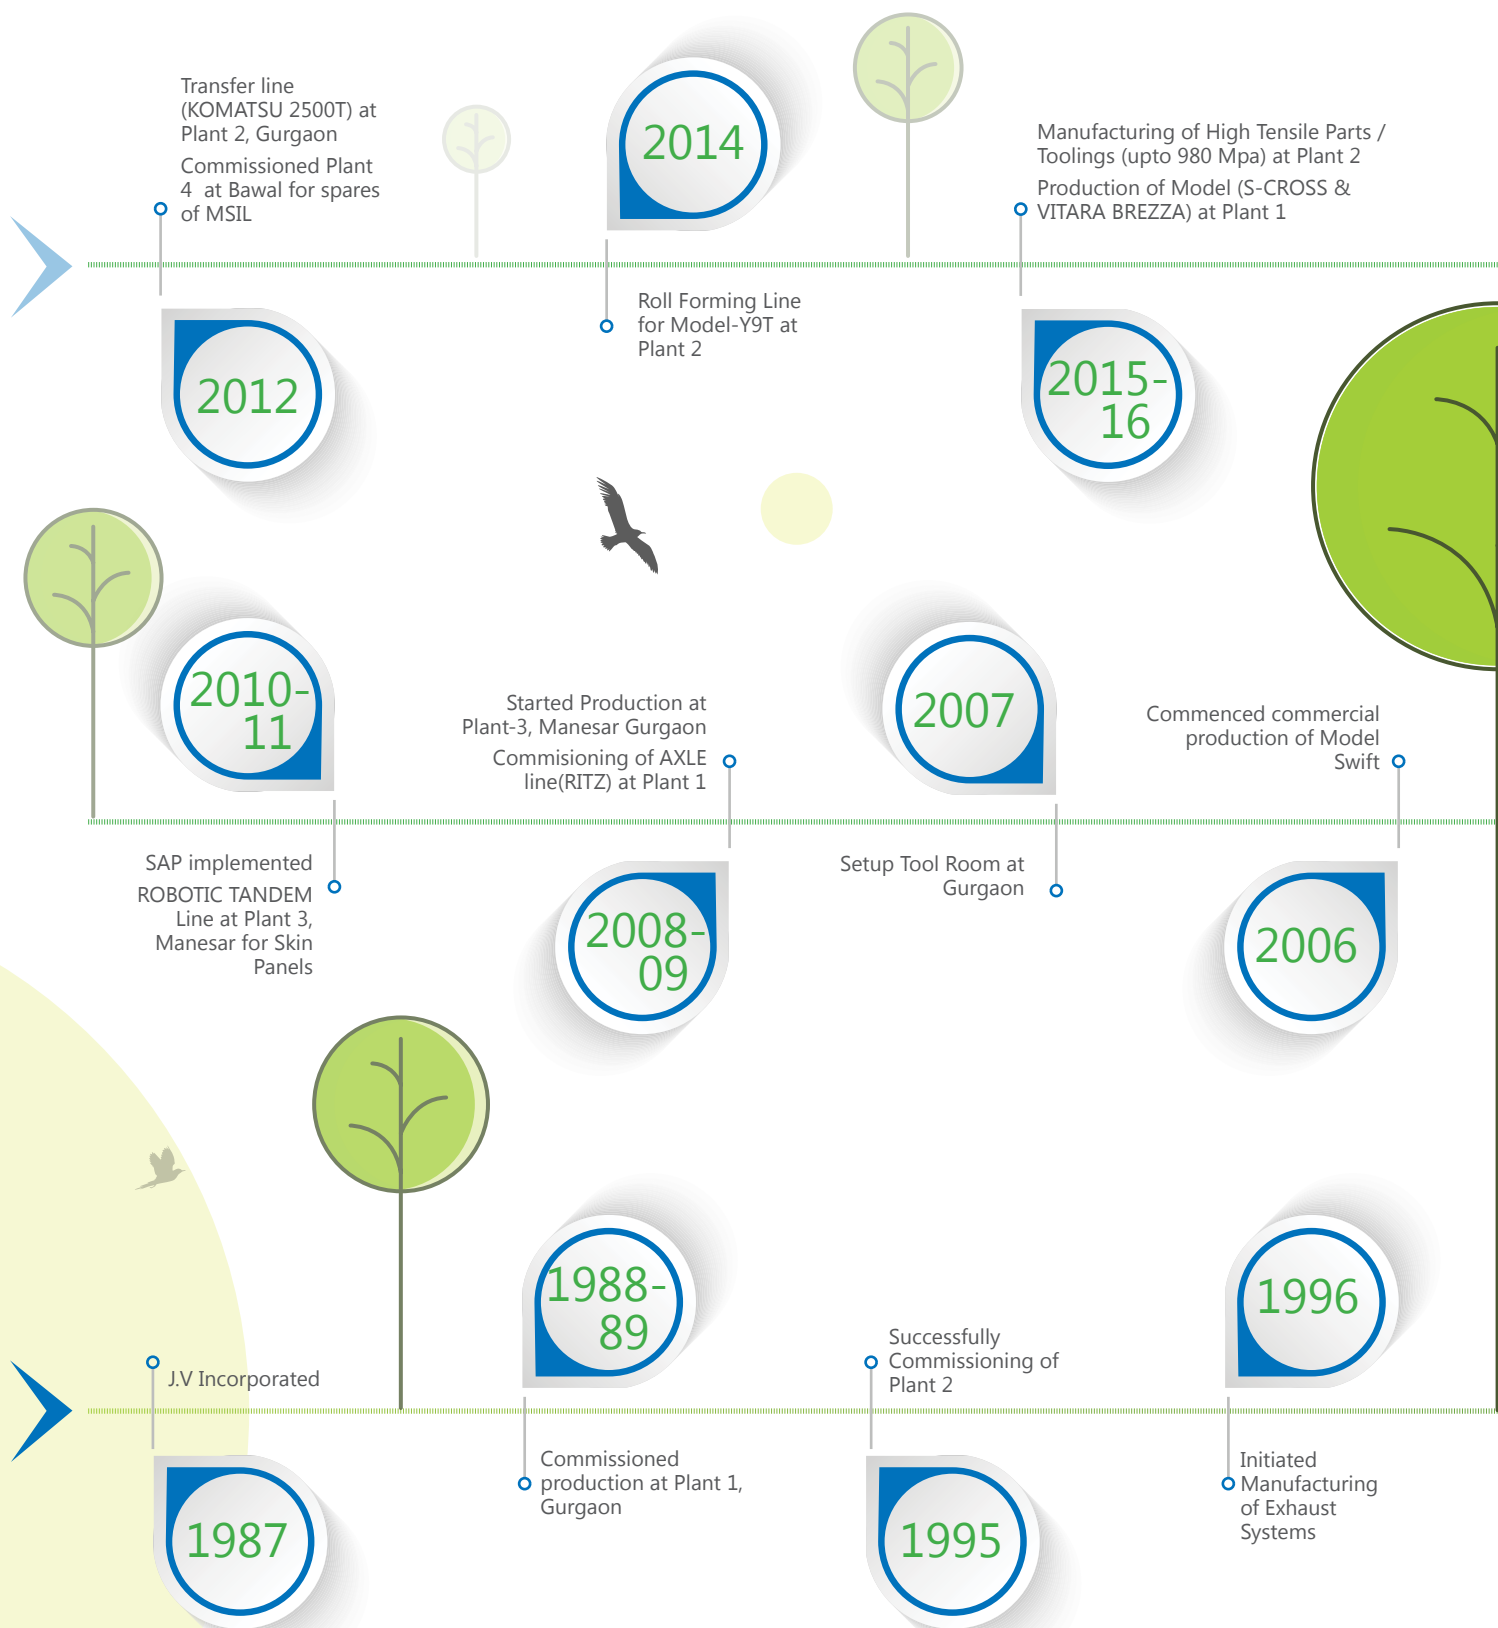 Transfer line
(KOMATSU 2500T) at
Plant 2, Gurgaon
Commissioned Plant
4 at Bawal for spares
of MSIL
2012
2014
Roll Forming Line
for Model-Y9T at
Plant 2
Manufacturing of High Tensile Parts /
Toolings (upto 980 Mpa) at Plant 2
Production of Model (S-CROSS &
VITARA BREZZA) at Plant 1
2015-
16
2010-
11
SAP implemented
ROBOTIC TANDEM
Line at Plant 3,
Manesar for Skin
Panels
Started Production at
Plant-3, Manesar Gurgaon
Commisioning of AXLE
line(RITZ) at Plant 1
2008-
09
2007
Setup Tool Room at
Gurgaon
Commenced commercial
production of Model
Swift
2006
J.V Incorporated
1987
1988-
89
Commissioned
production at Plant 1,
Gurgaon
Successfully
Commissioning of
Plant 2
1995
1996
Initiated
Manufacturing
of Exhaust
Systems